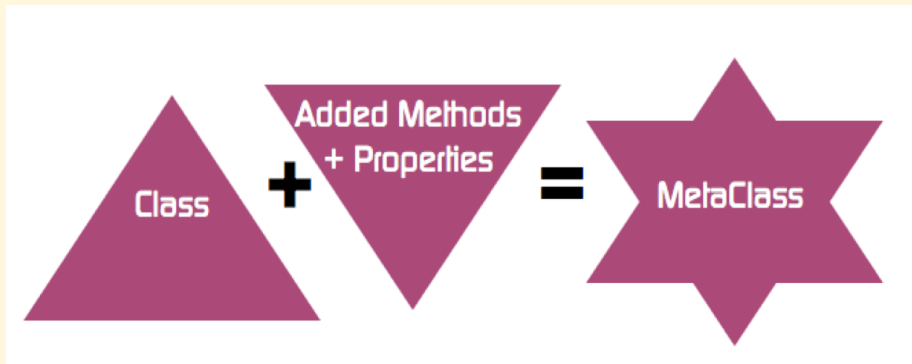 Class
+
Added Methods
+ Properties
=
MetaClass